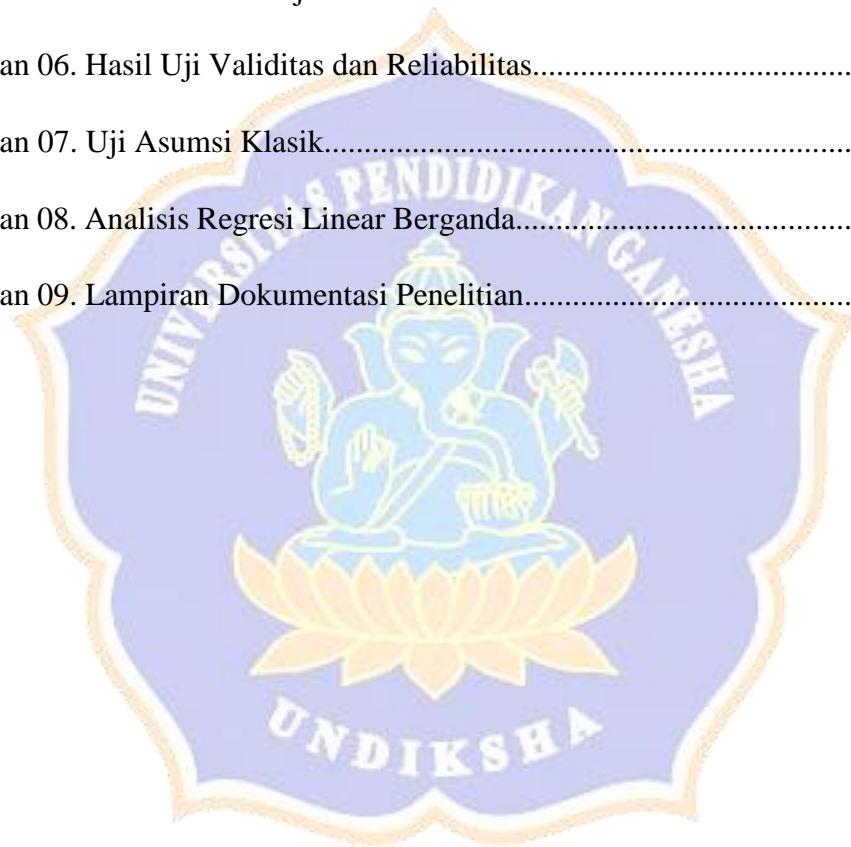 an 06. Hasil Uji Validitas dan Reliabilitas........................................
an 07. Uji Asumsi Klasik..................................................................
an 08. Analisis Regresi Linear Berganda..........................................
an 09. Lampiran Dokumentasi Penelitian.........................................
UNIVERSITAS PENDIDIKAN GANESHA
UNDIKSHA